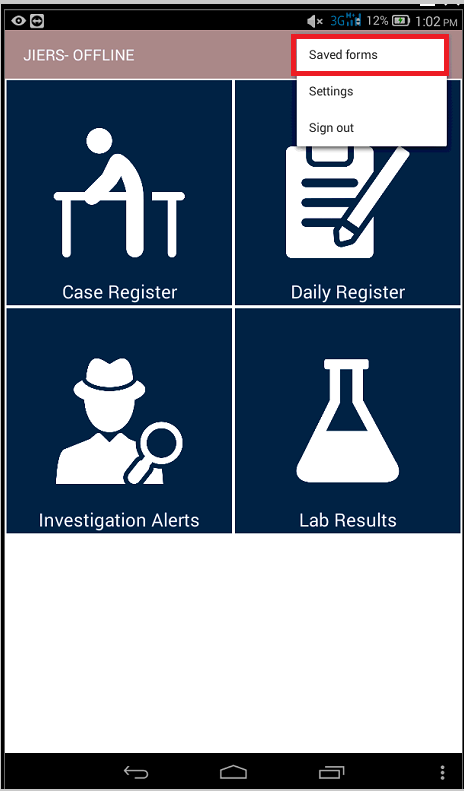 3G H 12% 1:02 PM
JIERS- OFFLINE
Saved forms
Settings
Sign out
Case Register
Daily Register
Investigation Alerts
Lab Results